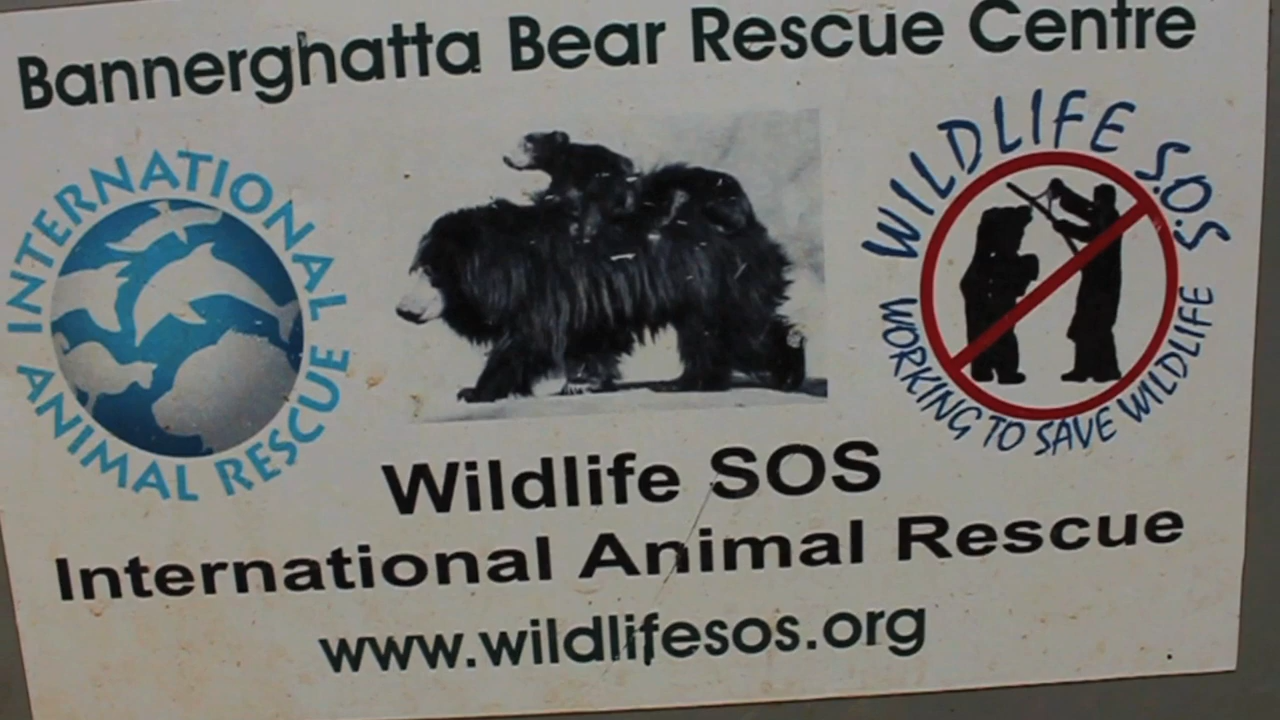 Bannerghatta Bear Rescue Centre
INTERNATIONAL
ANIMAL RESCUE
WILDLIFE S.O.S
WORKING TO SAVE WILDLIFE
Wildlife SOS
International Animal Rescue
www.wildlifesos.org